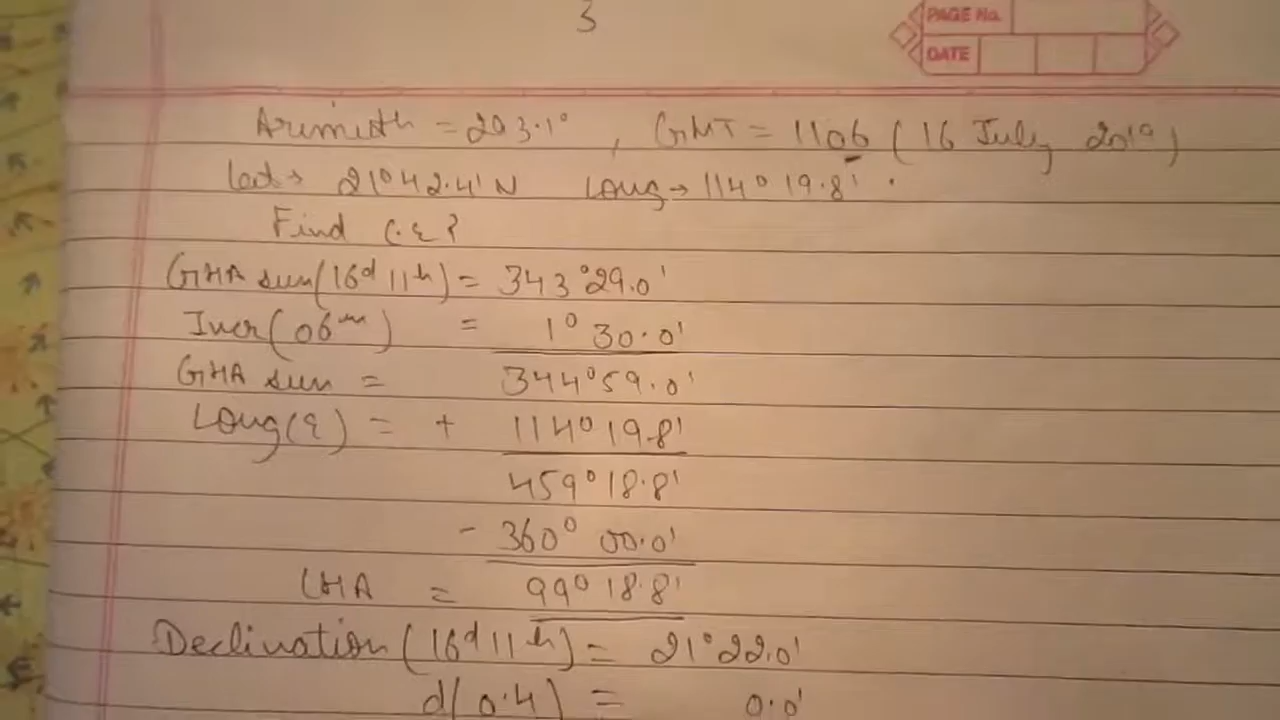 3
PAGE No.
DATE
Azimuth = 293.1° , GMT = 1106 ( 16 July 2019)
Lat → 21° 42.4' N Long → 114° 19.8' .
Find C.E?
GHA sun(16d 11h) = 343° 29.0'
Incr(06m) = 1° 30.0'
GHA sun = 344° 59.0'
Long(E) = + 114° 19.8'
459° 18.8'
- 360° 00.0'
LHA = 99° 18.8'
Declination (16d 11h) = 21° 22.0'
d(0.4) = 0.0'